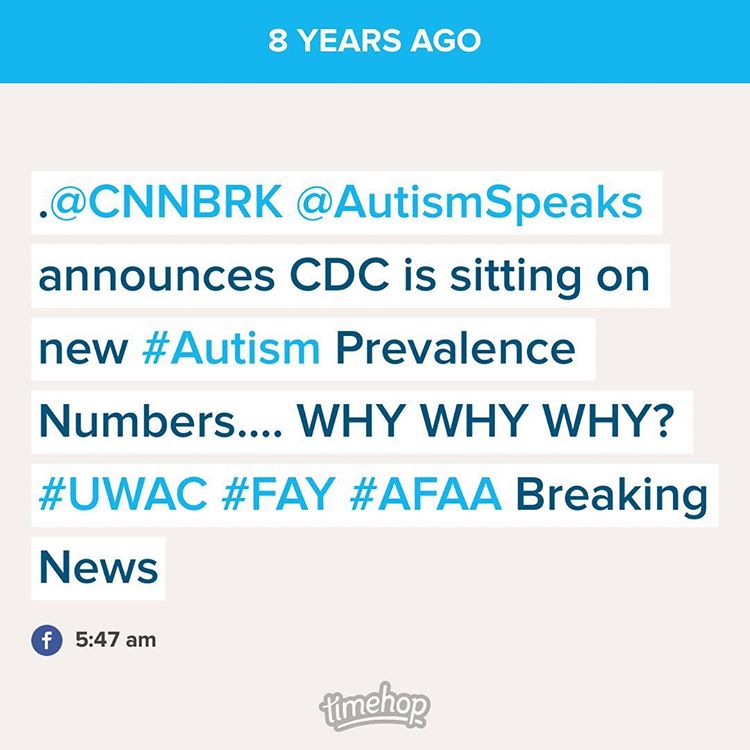 8 YEARS AGO
.@CNNBRK @AutismSpeaks
announces CDC is sitting on
new #Autism Prevalence
Numbers.... WHY WHY WHY?
#UWAC #FAY #AFAA Breaking
News
f 5:47 am
timehop